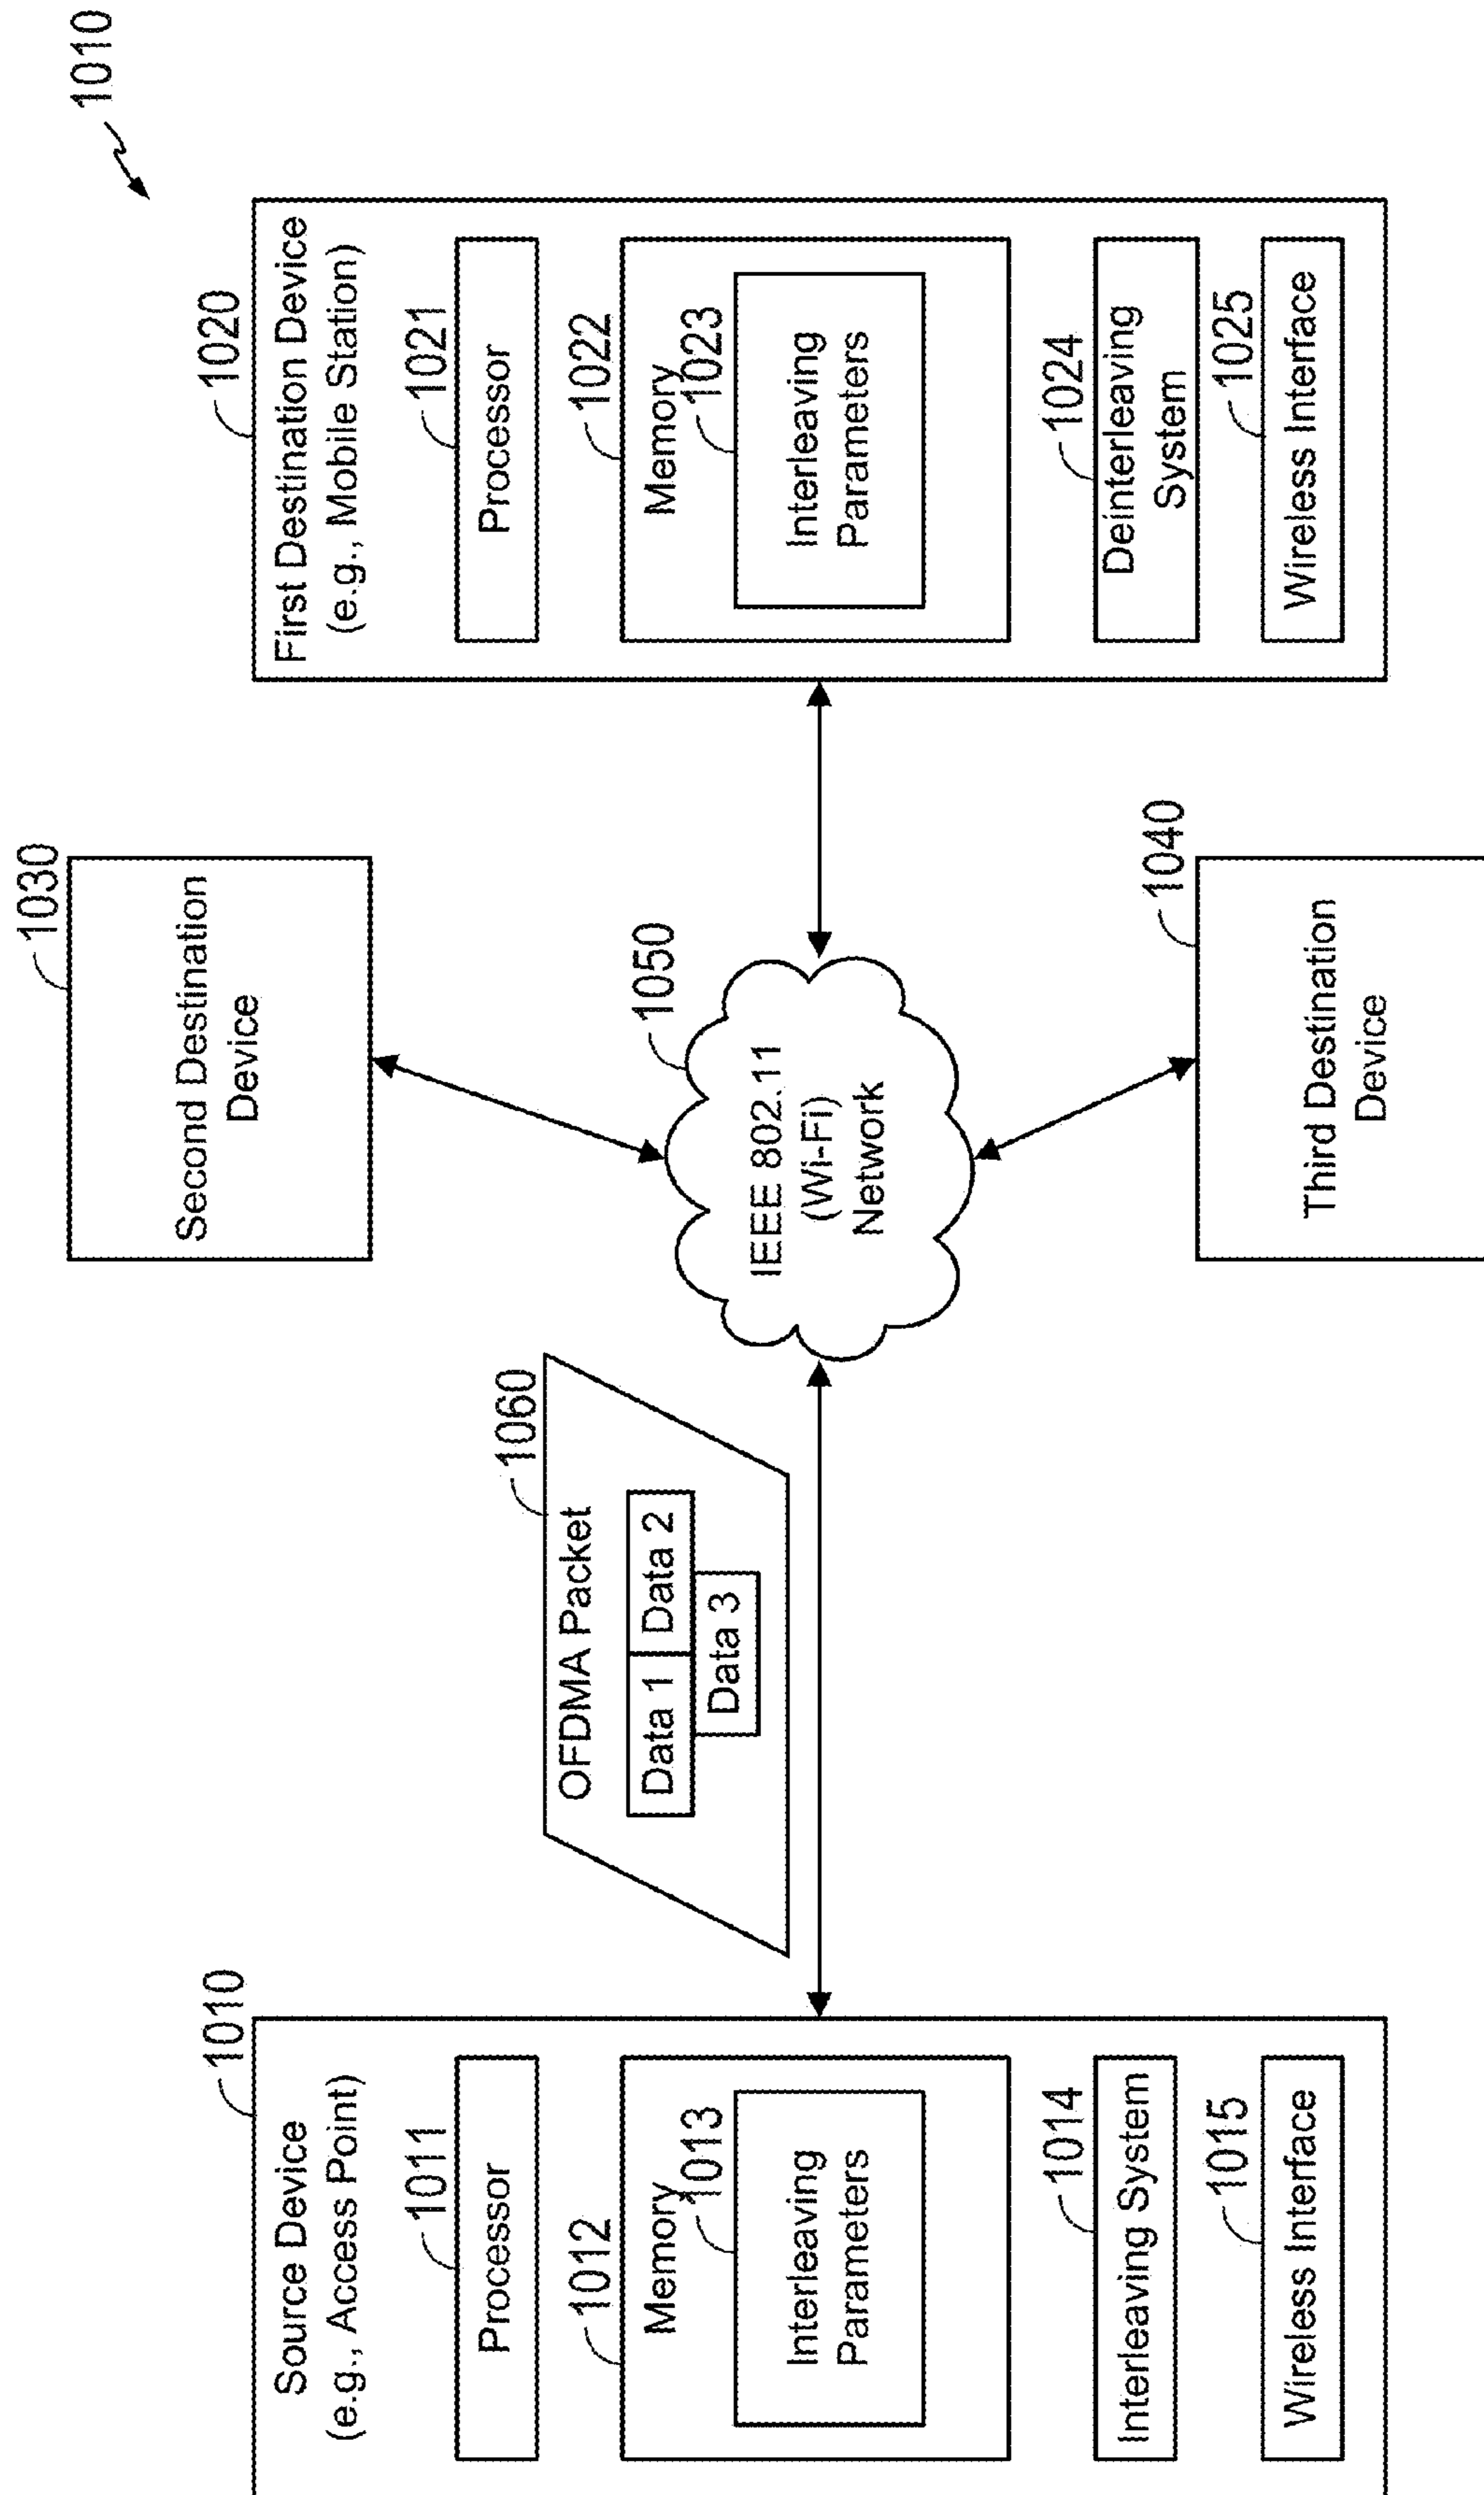 1010
1010
Source Device
(e.g., Access Point)
1011
Processor
1012
Memory
1013
Interleaving
Parameters
1014
Interleaving System
1015
Wireless Interface
1060
OFDMA Packet
Data 1
Data 2
Data 3
1030
Second Destination
Device
1050
IEEE 802.11
(Wi-Fi)
Network
1040
Third Destination
Device
1020
First Destination Device
(e.g., Mobile Station)
1021
Processor
1022
Memory
1023
Interleaving
Parameters
1024
Deinterleaving
System
1025
Wireless Interface